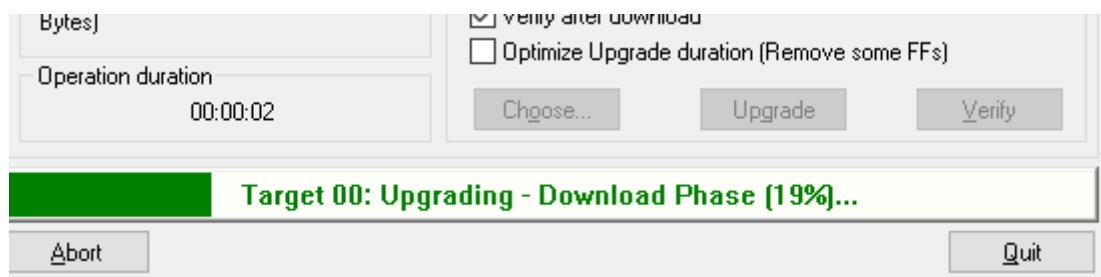 Bytes)
Verify after download
Optimize Upgrade duration (Remove some FFs)
Operation duration
00:00:02
Choose... Upgrade Verify
Target 00: Upgrading - Download Phase (19%)...
Abort Quit